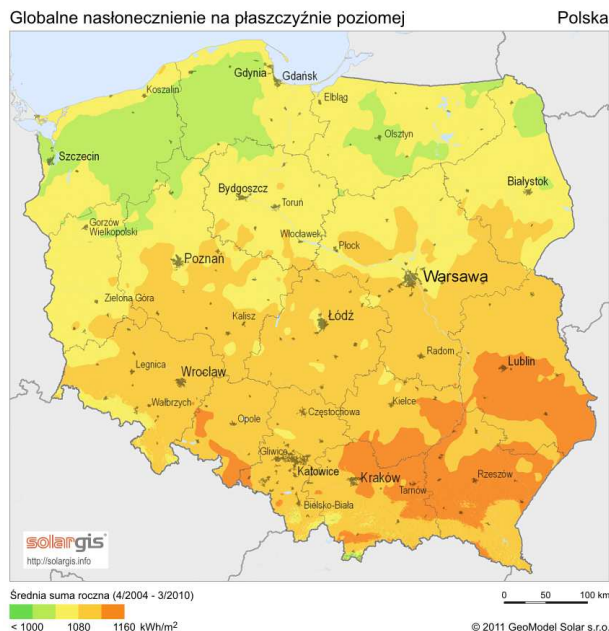 Globalne nasłonecznienie na płaszczyźnie poziomej Polska
Gdynia
Gdańsk
Koszalin
Elbląg
Olsztyn
Szczecin
Białystok
Bydgoszcz
Toruń
Gorzów
Wielkopolski
Włocławek
Płock
Poznań
Warsawa
Zielona Góra
Kalisz
Łódź
Radom
Lublin
Legnica
Wroclaw
Wałbrzych
Opole
Częstochowa
Kielce
Gliwice
Katowice
Kraków
Tarnów
Rzeszów
Bielsko-Biała
solargis
http://solargis.info
Średnia suma roczna (4/2004 - 3/2010)
0 50 100 km
< 1000 1080 1160 kWh/m²
© 2011 GeoModel Solar s.r.o.